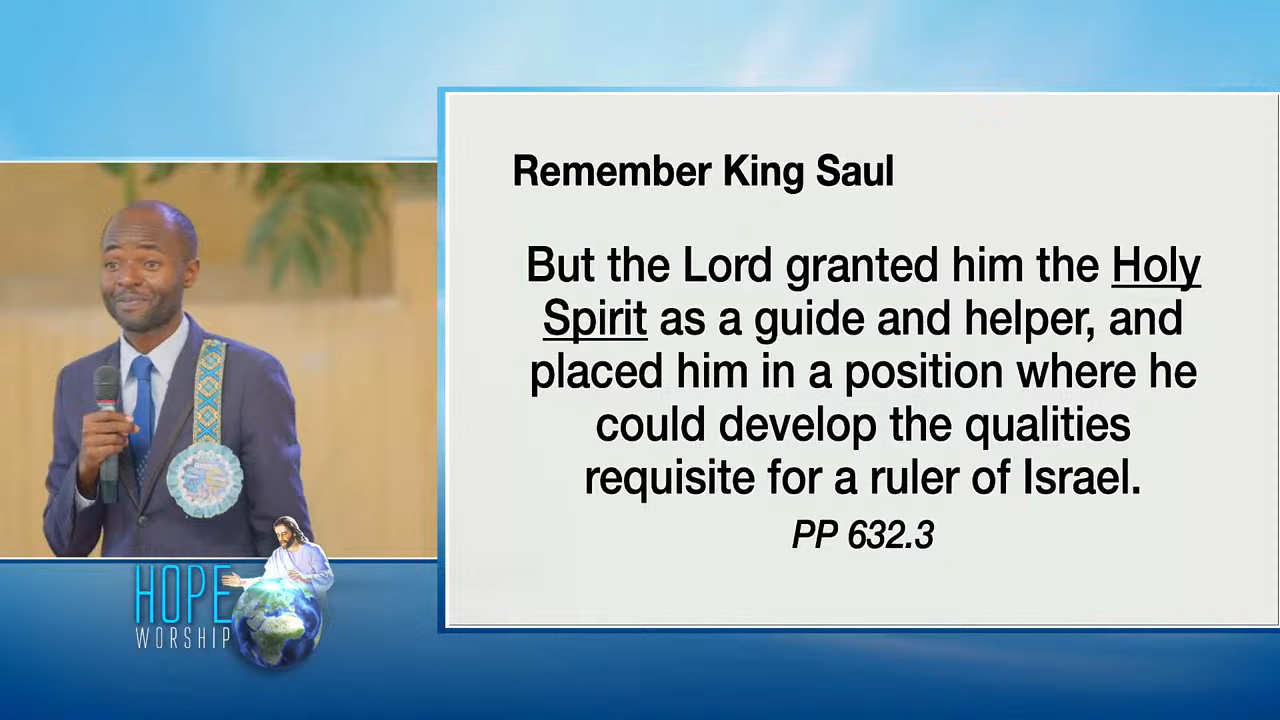 Remember King Saul
But the Lord granted him the Holy
Spirit as a guide and helper, and
placed him in a position where he
could develop the qualities
requisite for a ruler of Israel.
PP 632.3
HOPE
WORSHIP